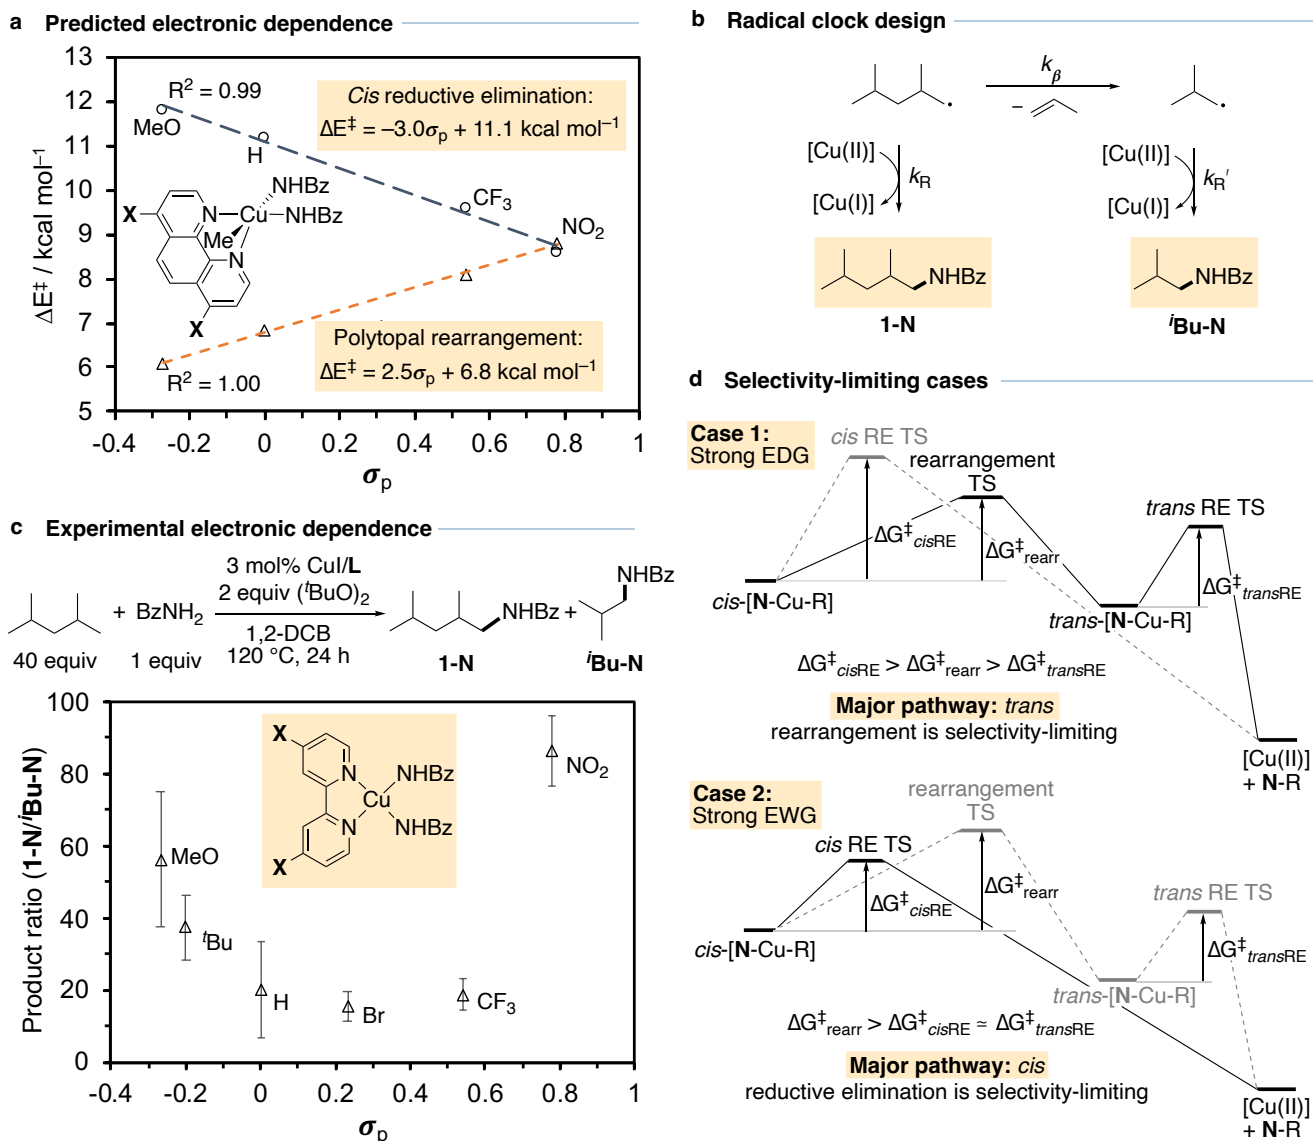 a Predicted electronic dependence
13
12
11
10
9
8
7
6
5
ΔE‡ / kcal mol⁻¹
R² = 0.99
MeO
H
CF₃
NO₂
Cis reductive elimination:
ΔE‡ = –3.0σₚ + 11.1 kcal mol⁻¹
X
N
N
Cu
Me
NHBz
NHBz
X
Polytopal rearrangement:
ΔE‡ = 2.5σₚ + 6.8 kcal mol⁻¹
R² = 1.00
-0.4 -0.2 0 0.2 0.4 0.6 0.8 1
σₚ
b Radical clock design
kβ
–
[Cu(II)]
[Cu(I)]
kR
[Cu(II)]
[Cu(I)]
kR'
NHBz
1-N
NHBz
ⁱBu-N
c Experimental electronic dependence
+ BzNH₂
3 mol% CuI/L
2 equiv (ᵗBuO)₂
1,2-DCB
120 °C, 24 h
40 equiv
1 equiv
NHBz
1-N
+
NHBz
ⁱBu-N
100
80
60
40
20
0
Product ratio (1-N/ⁱBu-N)
MeO
ᵗBu
H
Br
CF₃
NO₂
X
N
N
Cu
NHBz
NHBz
X
-0.4 -0.2 0 0.2 0.4 0.6 0.8 1
σₚ
d Selectivity-limiting cases
Case 1:
Strong EDG
cis RE TS
rearrangement
TS
trans RE TS
ΔG‡cisRE
ΔG‡rearr
ΔG‡transRE
cis-[N-Cu-R]
trans-[N-Cu-R]
ΔG‡cisRE > ΔG‡rearr > ΔG‡transRE
Major pathway: trans
rearrangement is selectivity-limiting
[Cu(II)]
+ N-R
Case 2:
Strong EWG
rearrangement
TS
cis RE TS
trans RE TS
ΔG‡cisRE
ΔG‡rearr
ΔG‡transRE
cis-[N-Cu-R]
trans-[N-Cu-R]
ΔG‡rearr > ΔG‡cisRE ≃ ΔG‡transRE
Major pathway: cis
reductive elimination is selectivity-limiting
[Cu(II)]
+ N-R